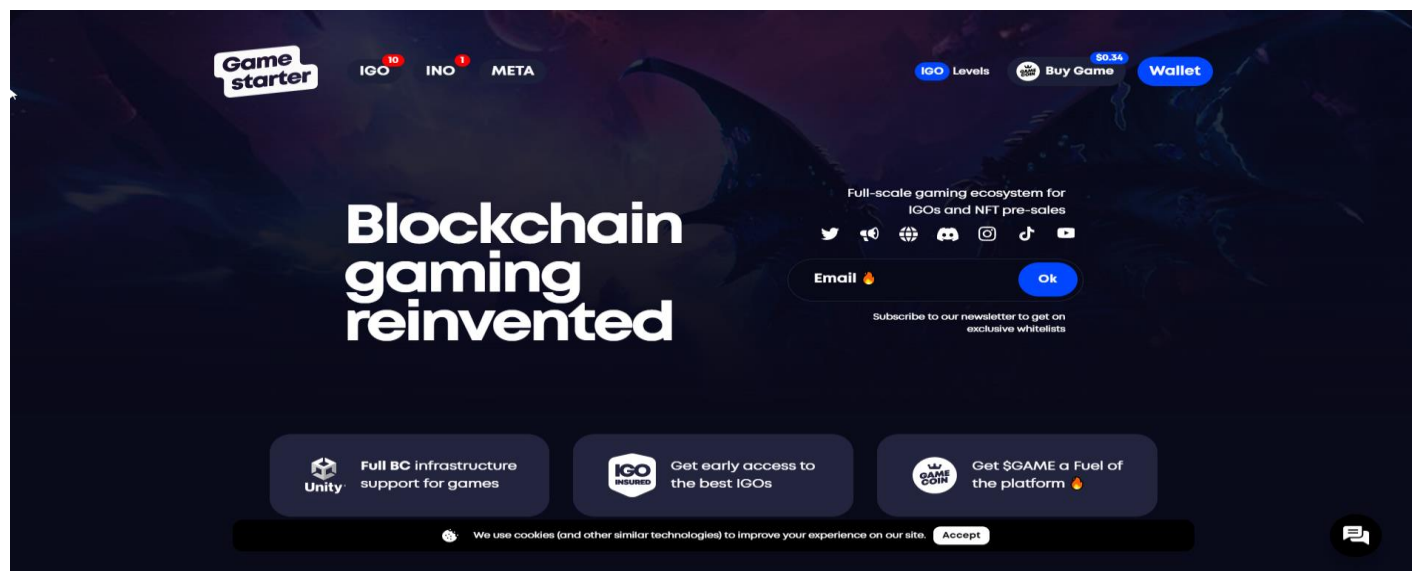 Game
starter
IGO 10
INO 1
META
IGO Levels
GAME COIN
Buy Game
$0.34
Wallet
Blockchain
gaming
reinvented
Full-scale gaming ecosystem for
IGOs and NFT pre-sales
Email 🔥
Ok
Subscribe to our newsletter to get on
exclusive whitelists
Unity
Full BC infrastructure
support for games
IGO
INSURED
Get early access to
the best IGOs
GAME
COIN
Get $GAME a Fuel of
the platform 🔥
We use cookies (and other similar technologies) to improve your experience on our site. Accept